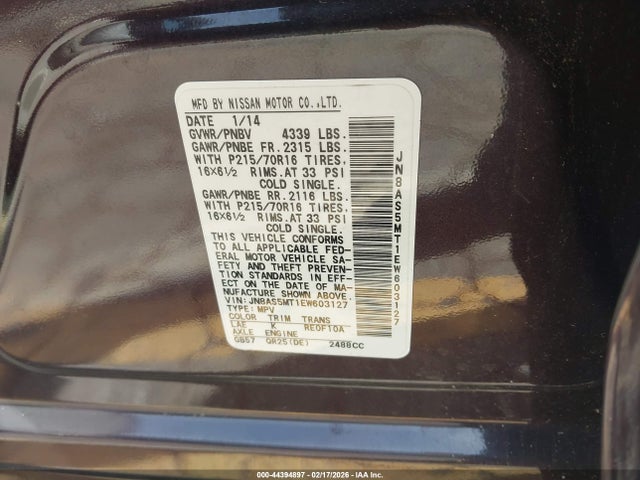 MFD BY NISSAN MOTOR CO.,LTD.
DATE 1/14
GVWR/PNBV 4339 LBS.
GAWR/PNBE FR. 2315 LBS.
WITH P215/70R16 TIRES,
16×6½ RIMS.AT 33 PSI
COLD SINGLE.
GAWR/PNBE RR. 2116 LBS.
WITH P215/70R16 TIRES,
16×6½ RIMS.AT 33 PSI
COLD SINGLE.
THIS VEHICLE CONFORMS
TO ALL APPLICABLE FED-
ERAL MOTOR VEHICLE SA-
FETY AND THEFT PREVEN-
TION STANDARDS IN EFF-
ECT ON THE DATE OF MA-
NUFACTURE SHOWN ABOVE.
VIN: JN8AS5MT1EW603127
TYPE: MPV
COLOR TRIM TRANS
LAE K RE0F10A
AXLE ENGINE
GB57 QR25(DE) 2488CC
JN8AS5MT1EW603127
000-44394897 - 02/17/2026 - IAA Inc.